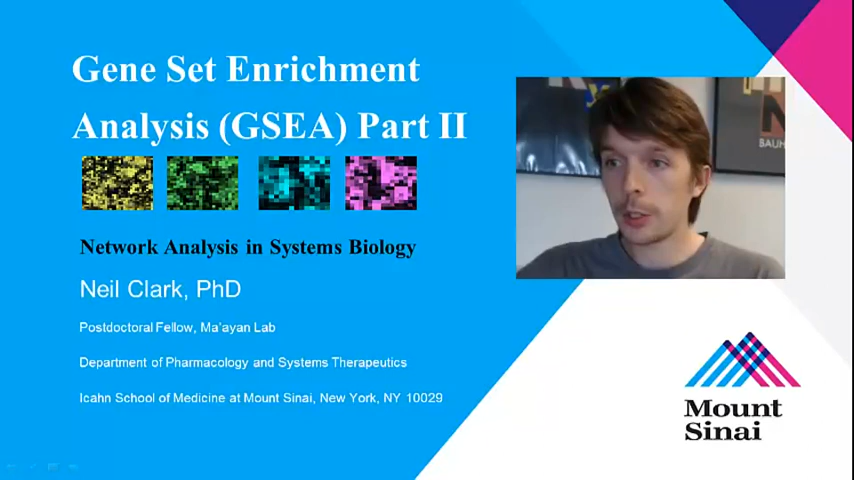 Gene Set Enrichment
Analysis (GSEA) Part II
BAUH
Network Analysis in Systems Biology
Neil Clark, PhD
Postdoctoral Fellow, Ma'ayan Lab
Department of Pharmacology and Systems Therapeutics
Icahn School of Medicine at Mount Sinai, New York, NY 10029
Mount
Sinai